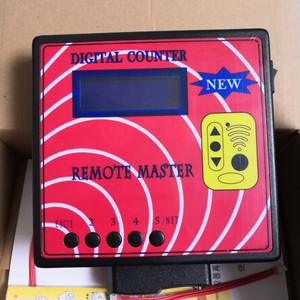 DIGITAL COUNTER
NEW
REMOTE MASTER
2 3 4 5/SET